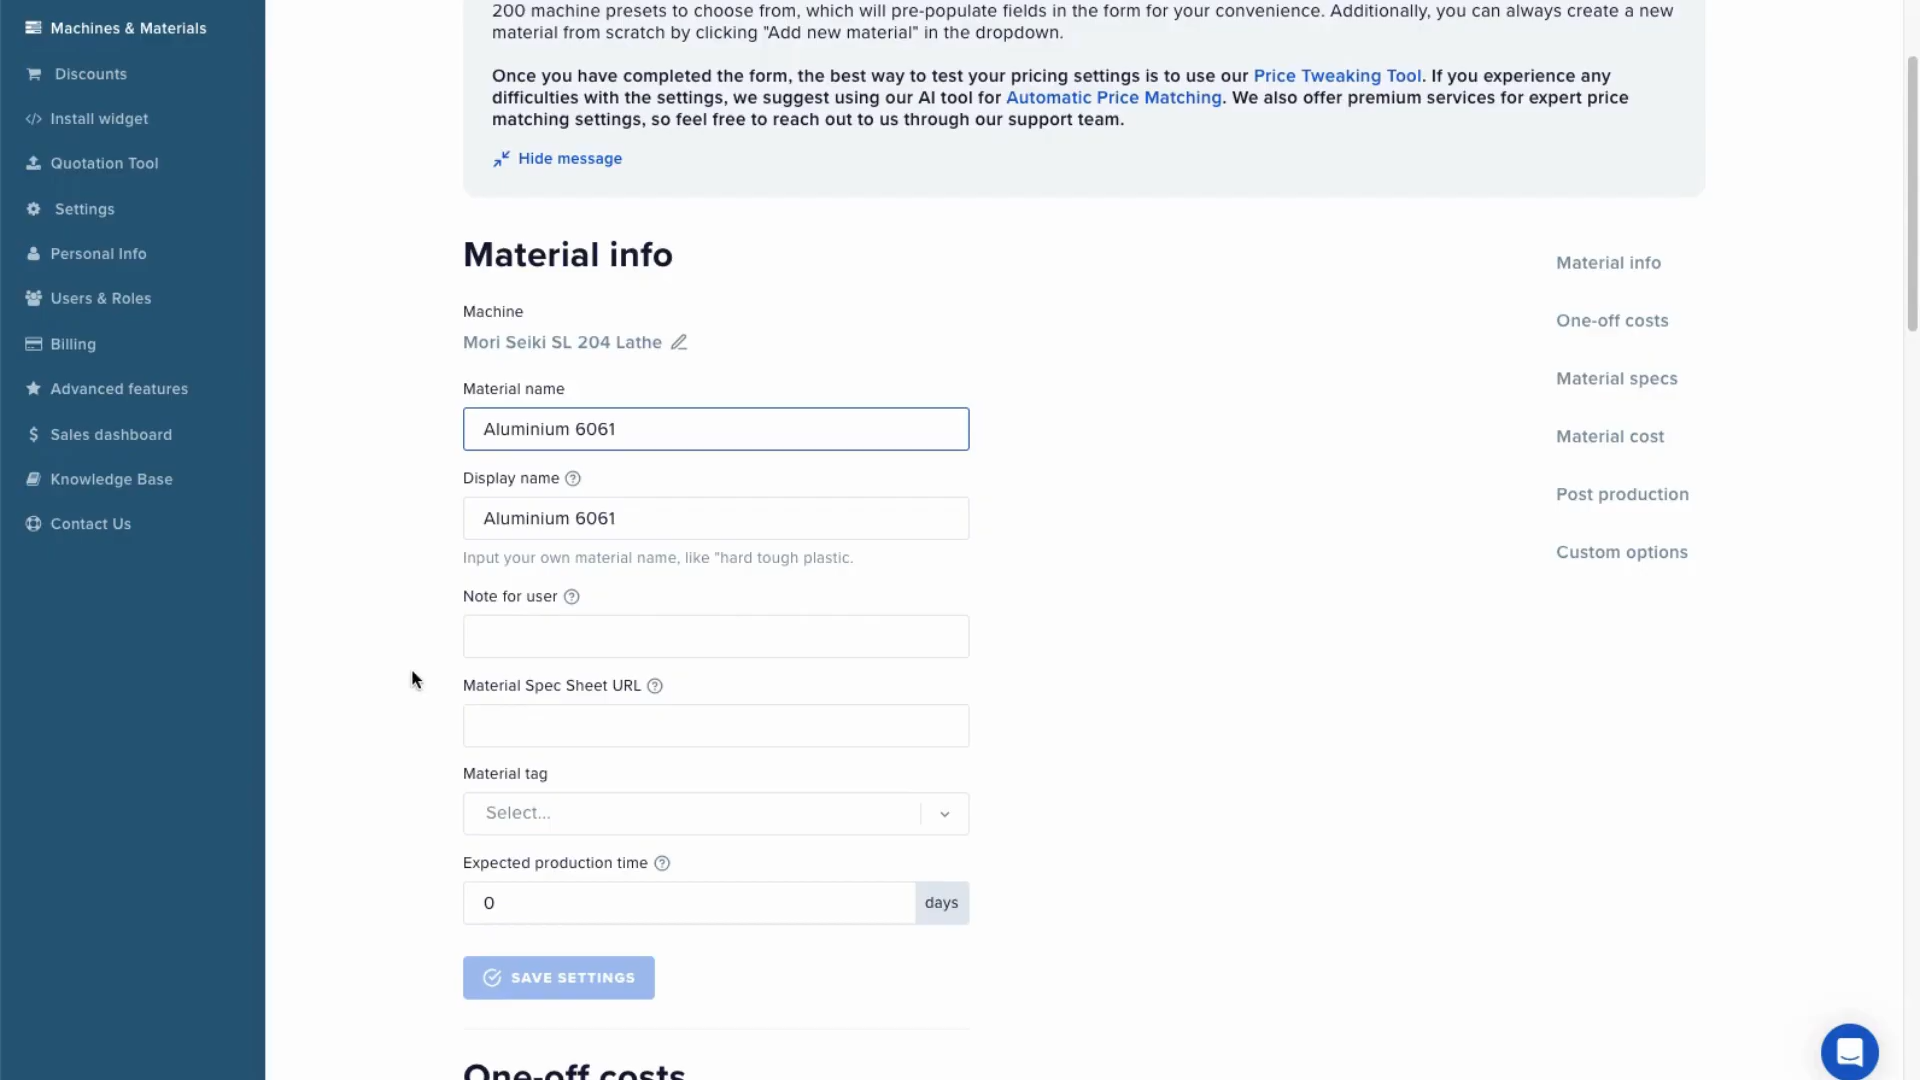 Machines & Materials
Discounts
Install widget
Quotation Tool
Settings
Personal Info
Users & Roles
Billing
Advanced features
Sales dashboard
Knowledge Base
Contact Us
200 machine presets to choose from, which will pre-populate fields in the form for your convenience. Additionally, you can always create a new
material from scratch by clicking "Add new material" in the dropdown.
Once you have completed the form, the best way to test your pricing settings is to use our Price Tweaking Tool. If you experience any
difficulties with the settings, we suggest using our AI tool for Automatic Price Matching. We also offer premium services for expert price
matching settings, so feel free to reach out to us through our support team.
Hide message
Material info
Machine
Mori Seiki SL 204 Lathe
Material name
Aluminium 6061
Display name
Aluminium 6061
Input your own material name, like "hard tough plastic.
Note for user
Material Spec Sheet URL
Material tag
Select...
Expected production time
0 days
SAVE SETTINGS
One-off costs
Material info
One-off costs
Material specs
Material cost
Post production
Custom options